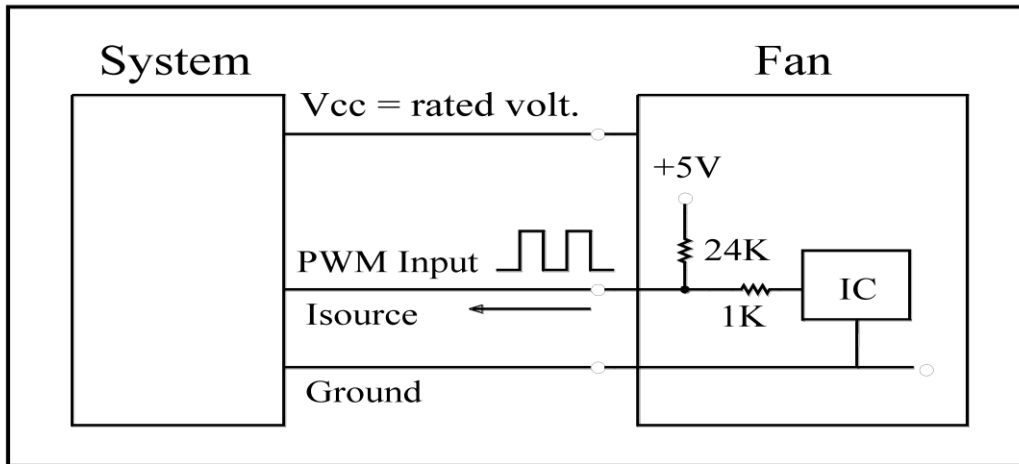 System
Fan
Vcc = rated volt.
+5V
24K
PWM Input
IC
1K
Isource
Ground